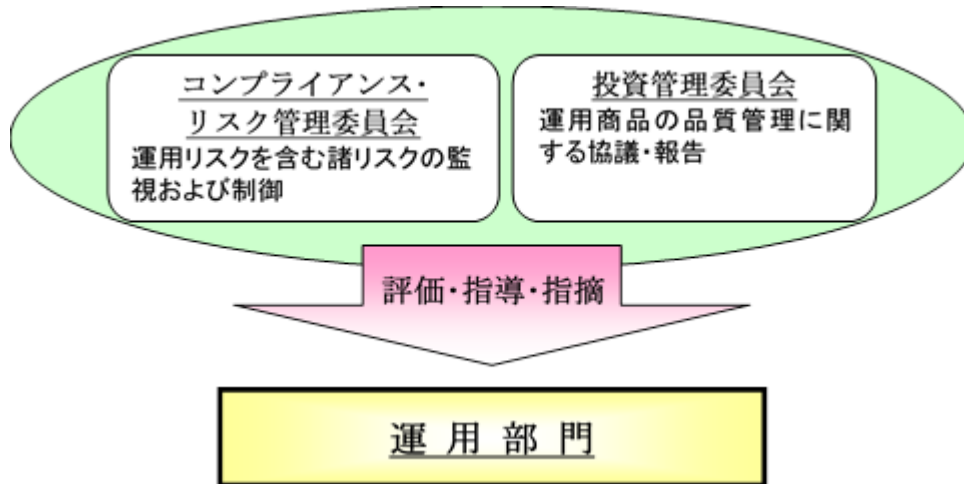 コンプライアンス・
リスク管理委員会
運用リスクを含む諸リスクの監
視および制御
投資管理委員会
運用商品の品質管理に関
する協議・報告
評価・指導・指摘
運用部門